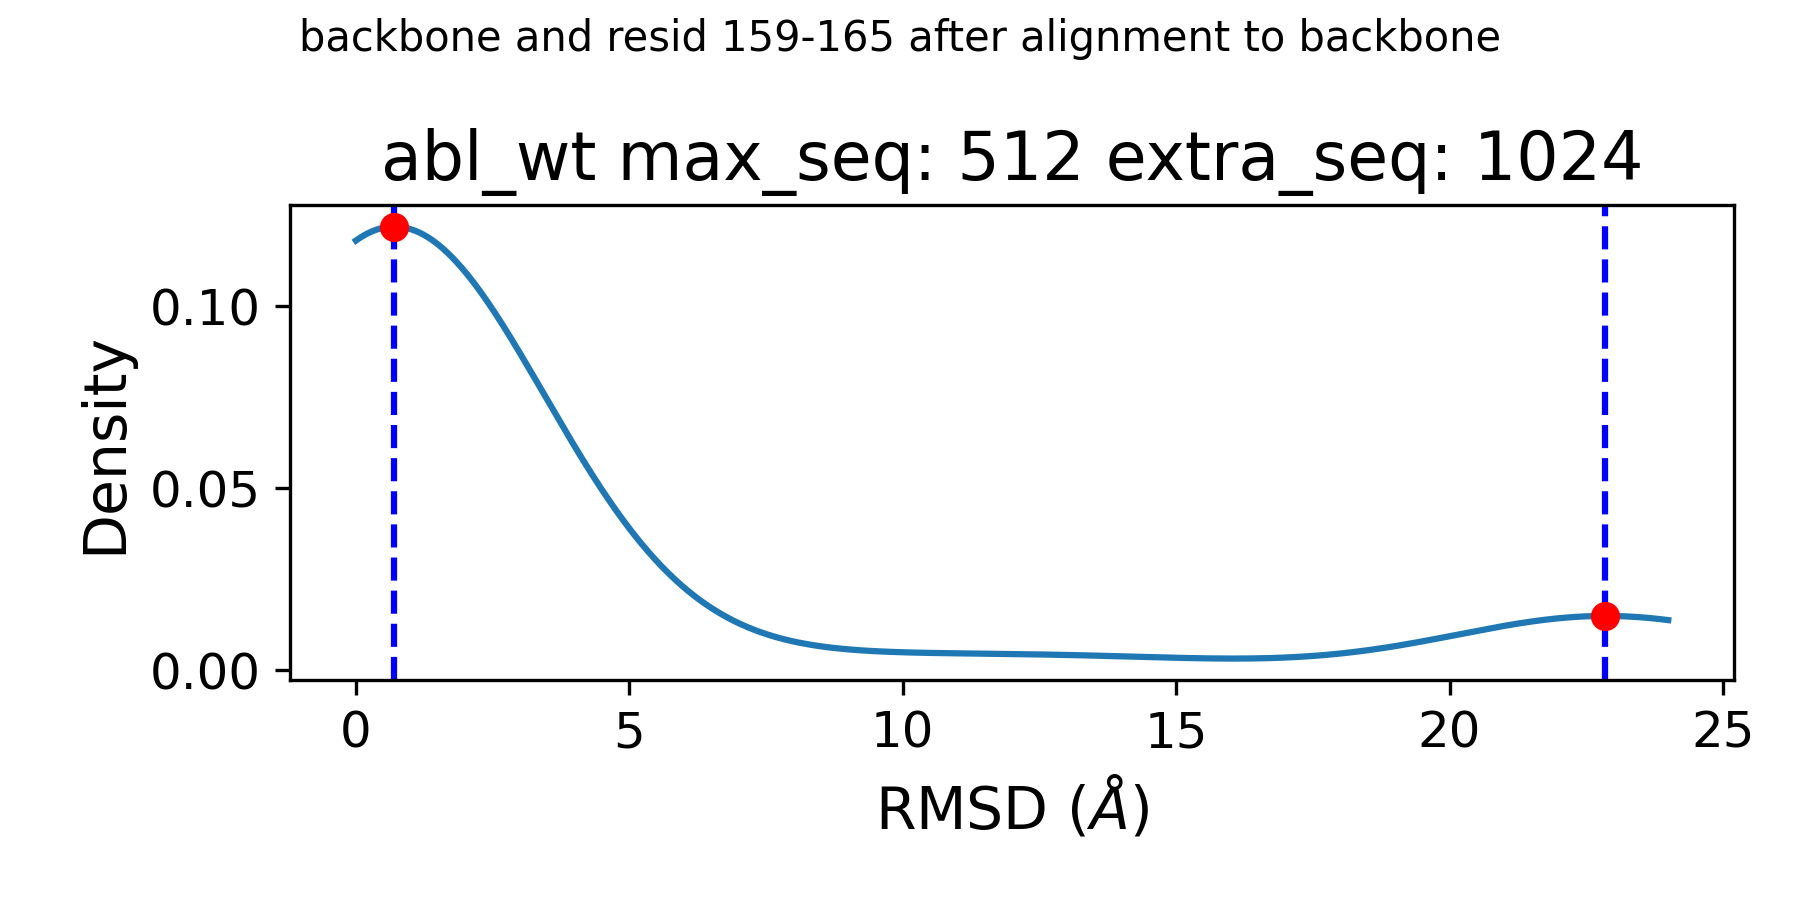 backbone and resid 159-165 after alignment to backbone
abl_wt max_seq: 512 extra_seq: 1024
Density
0.10
0.05
0.00
0 5 10 15 20 25
RMSD (Å)